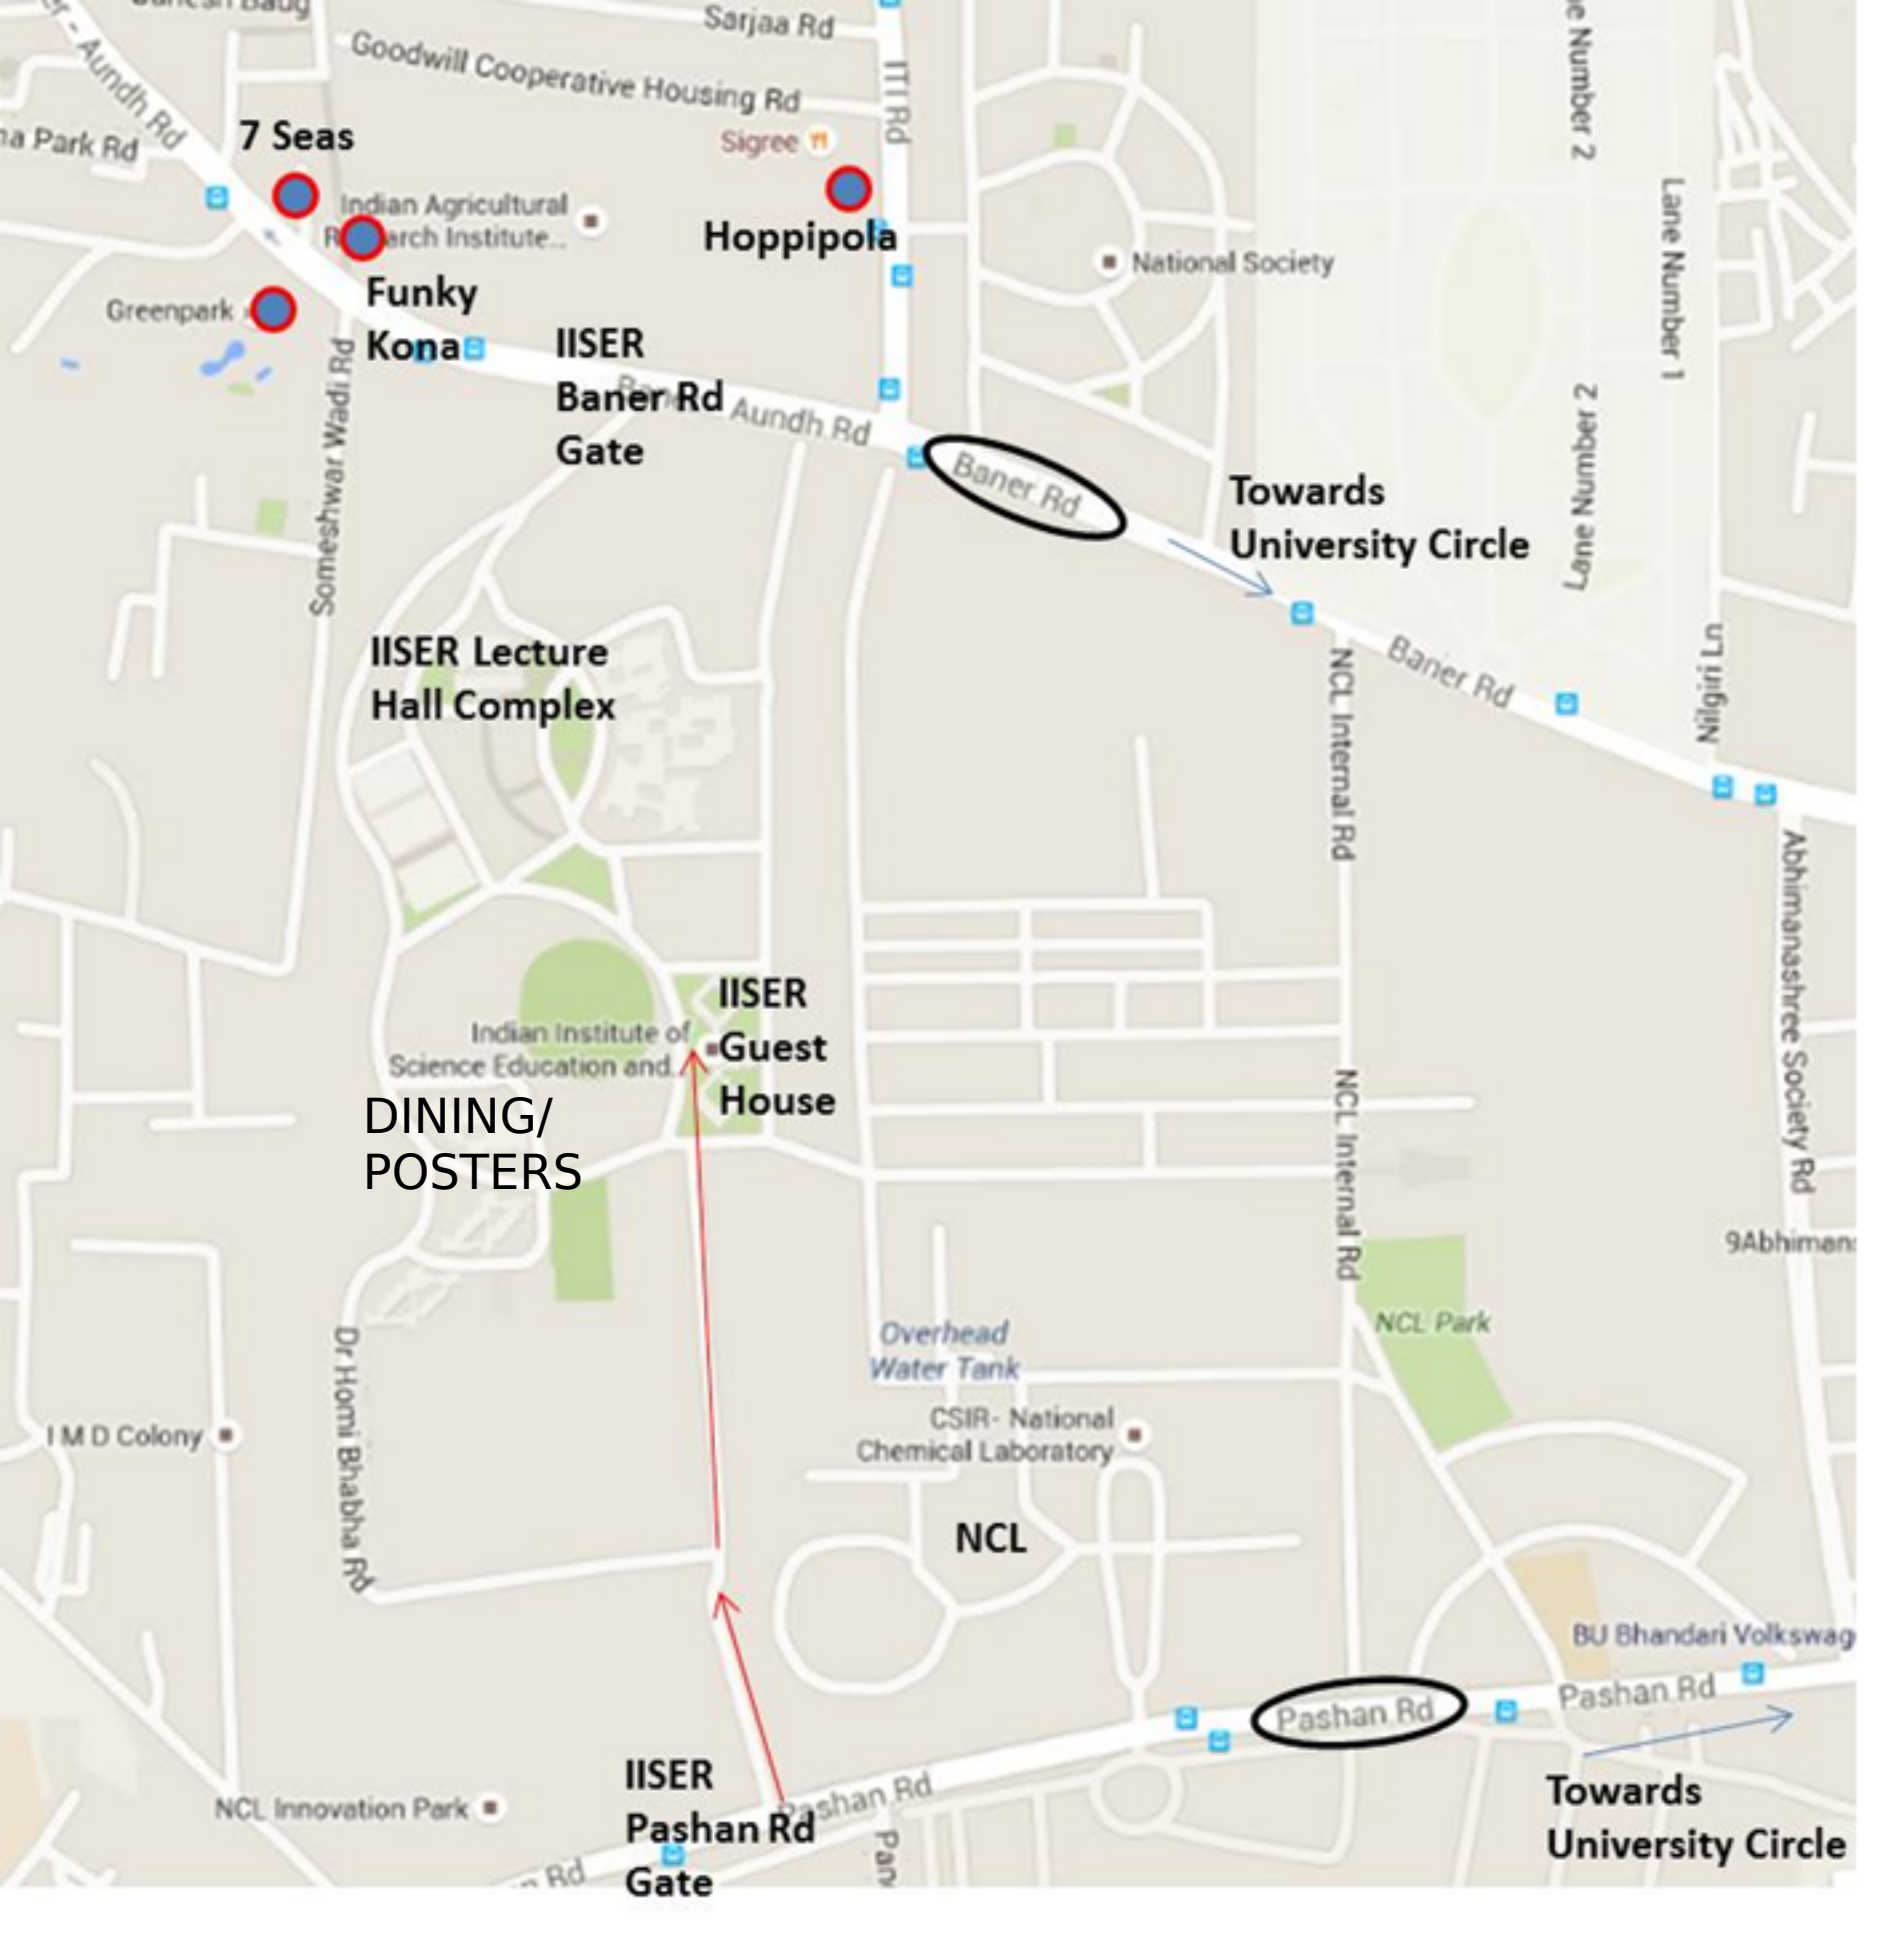 Sarjaa Rd
Goodwill Cooperative Housing Rd
ITI Rd
Aundh Rd
Park Rd
7 Seas
Sigree
Indian Agricultural
Institute..
Hoppipola
National Society
Number 2
Lane Number 1
Greenpark
Funky
Kona
Someshwar Wadi Rd
IISER
Baner Rd
Gate
Aundh Rd
Baner Rd
Towards
University Circle
Lane Number 2
Baner Rd
Nilgiri Ln
NCL Internal Rd
IISER Lecture
Hall Complex
Abhimanashree Society Rd
IISER
Guest
House
Indian Institute of
Science Education and..
DINING/
POSTERS
NCL Internal Rd
9Abhiman
NCL Park
Overhead
Water Tank
CSIR- National
Chemical Laboratory
I M D Colony
Dr Homi Bhabha Rd
NCL
BU Bhandari Volkswag
Pashan Rd
Pashan Rd
Towards
University Circle
NCL Innovation Park
IISER
Pashan Rd
Gate
Pashan Rd
Rd
Pan